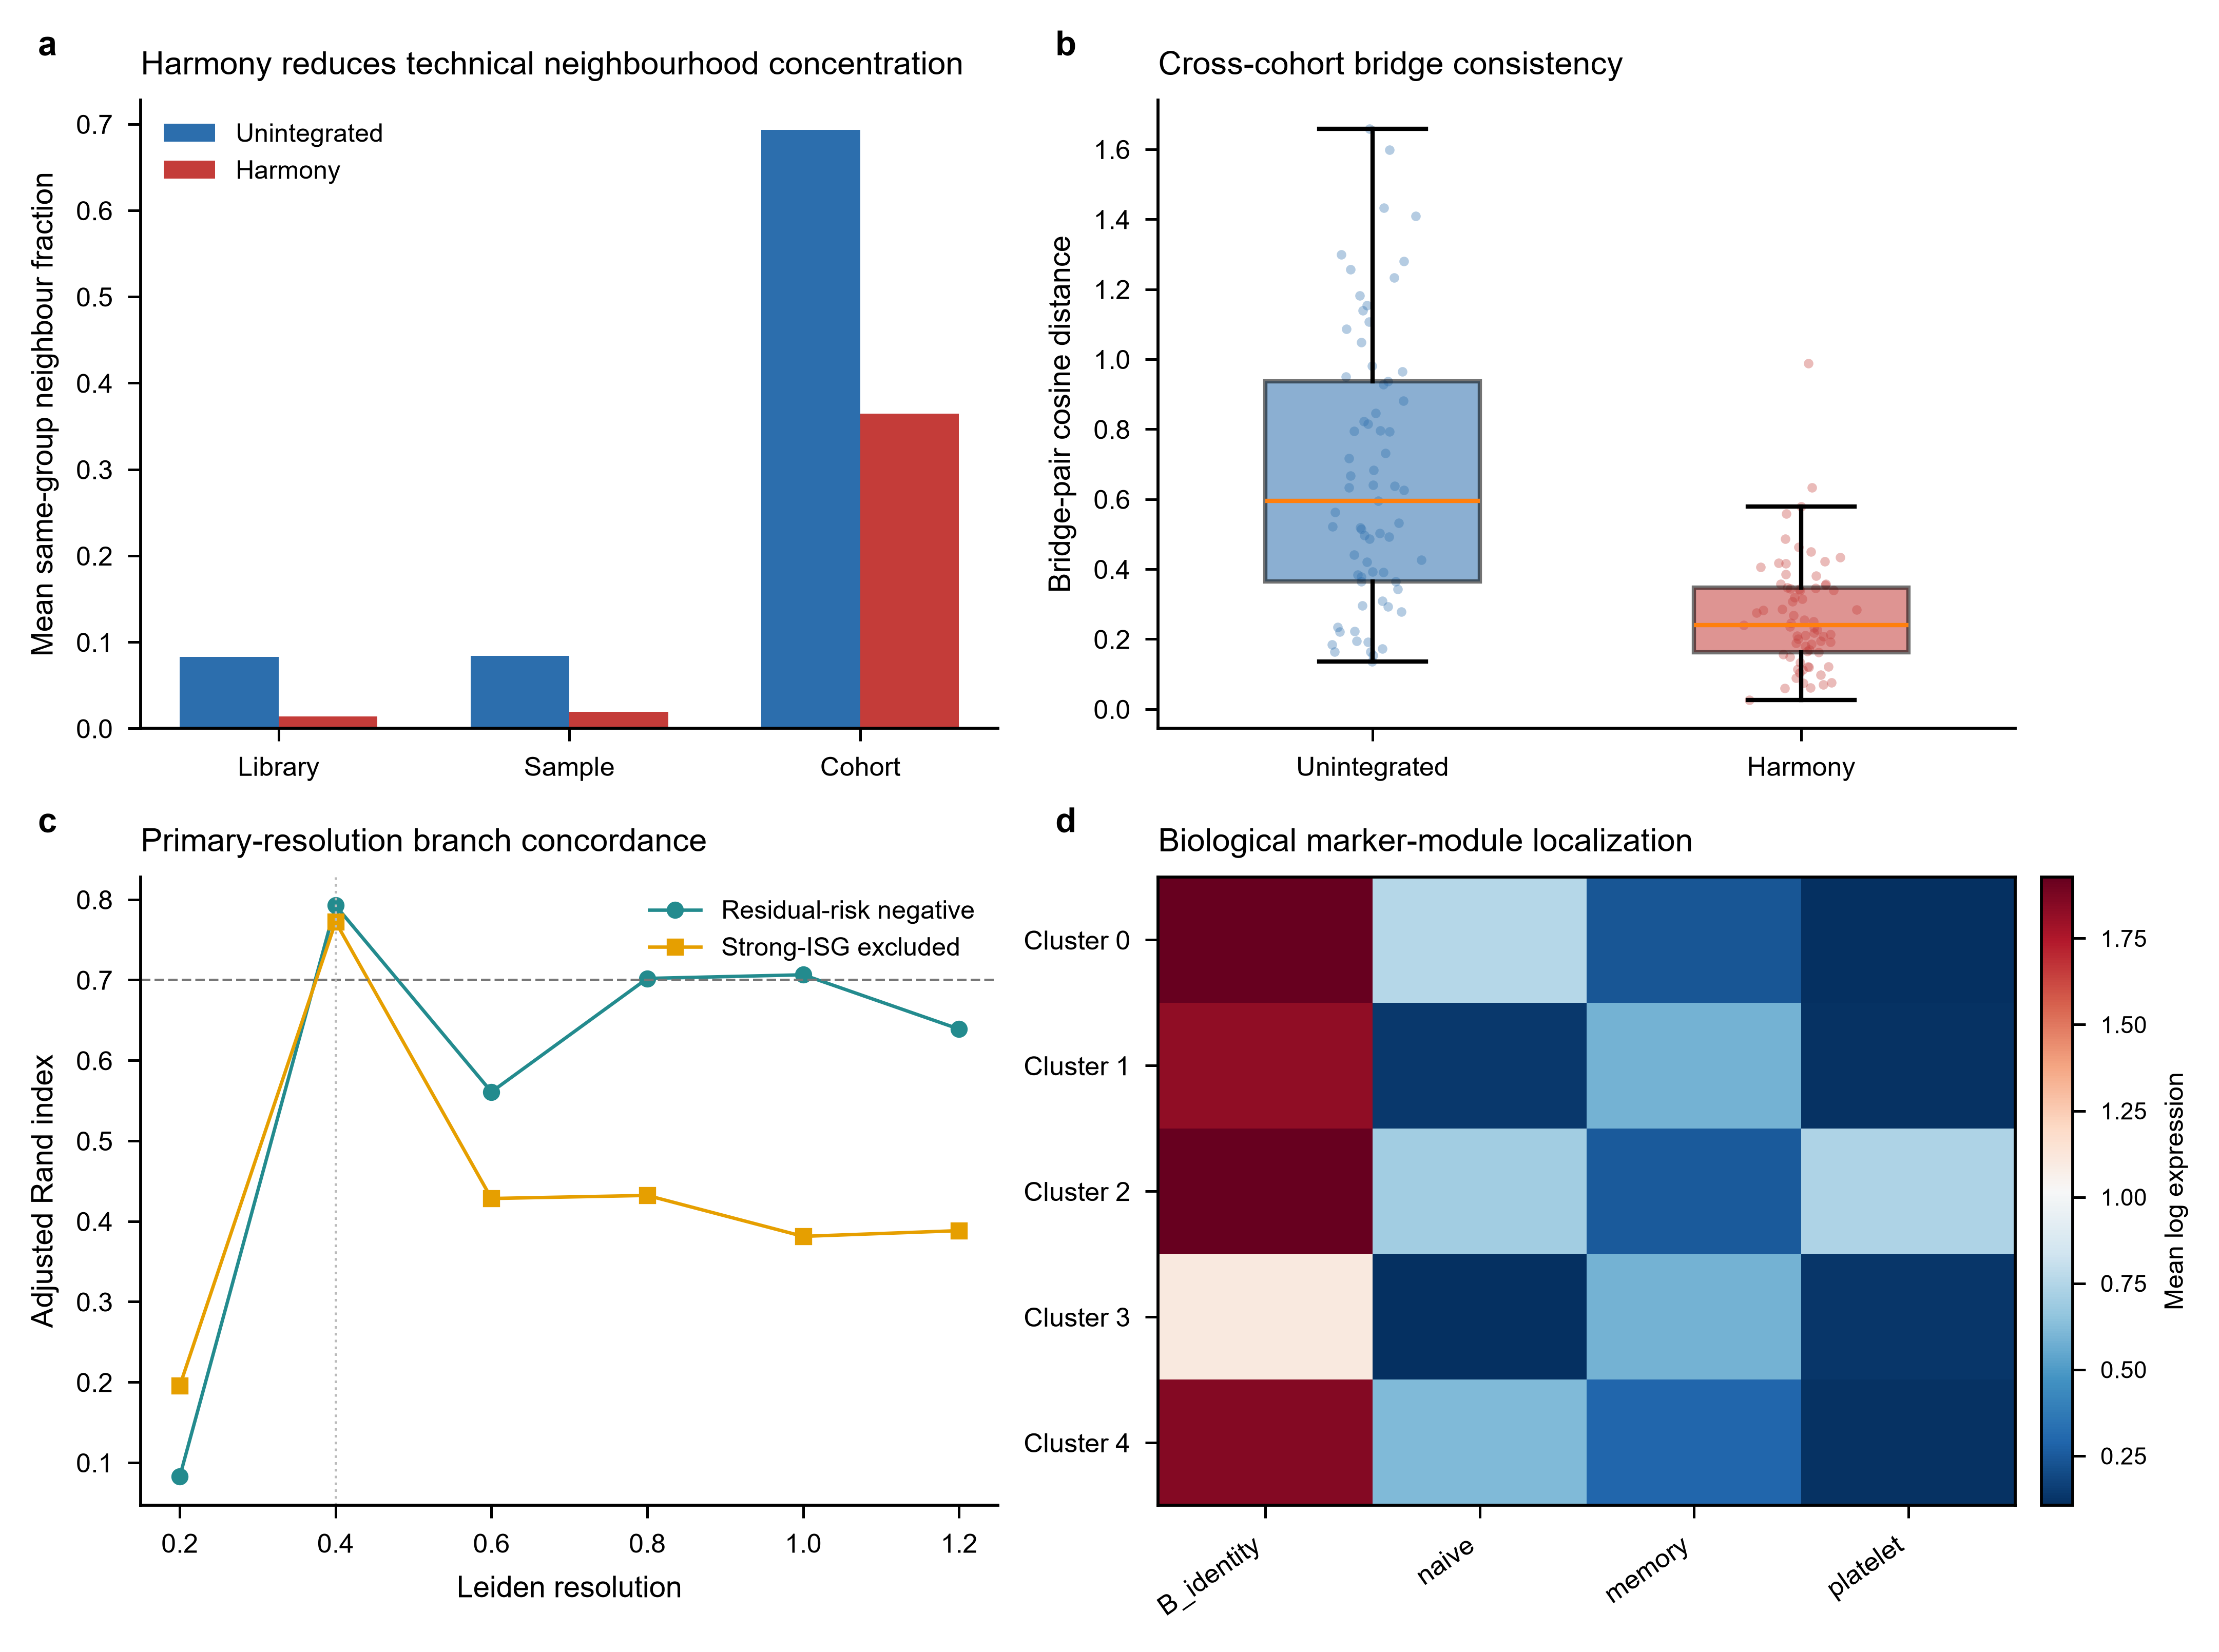 a
Harmony reduces technical neighbourhood concentration
Unintegrated
Harmony
Mean same-group neighbour fraction
0.7
0.6
0.5
0.4
0.3
0.2
0.1
0.0
Library
Sample
Cohort
b
Cross-cohort bridge consistency
Bridge-pair cosine distance
1.6
1.4
1.2
1.0
0.8
0.6
0.4
0.2
0.0
Unintegrated
Harmony
c
Primary-resolution branch concordance
Residual-risk negative
Strong-ISG excluded
Adjusted Rand index
0.8
0.7
0.6
0.5
0.4
0.3
0.2
0.1
0.2
0.4
0.6
0.8
1.0
1.2
Leiden resolution
d
Biological marker-module localization
Cluster 0
Cluster 1
Cluster 2
Cluster 3
Cluster 4
B_identity
naive
memory
platelet
1.75
1.50
1.25
1.00
0.75
0.50
0.25
Mean log expression